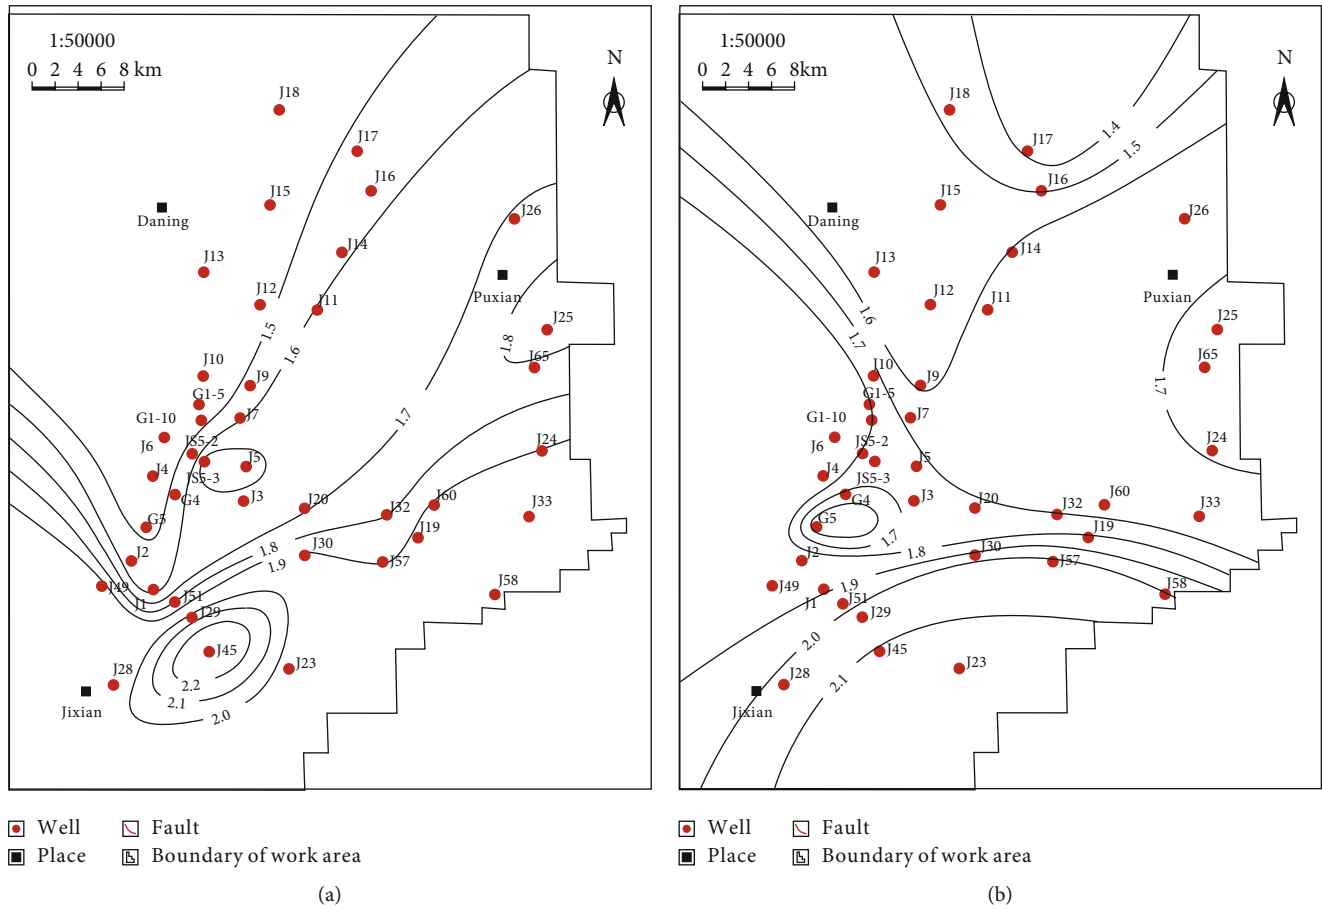 1:50000
N
0 2 4 6 8 km
J18
J17
J16
J15
Daning
J26
J14
J13
Puxian
J12
J11
J25
1.5
1.8
1.6
J65
J10
J9
G1-5
1.7
G1-10
J7
J6
JS5-2
J24
J5
J4
JS5-3
G4
J3
J20
J60
J32
J33
G5
J19
J2
1.8
J30
1.9
J57
J49
J58
J1
J51
J29
J45
J28
J23
2.2
2.1
Jixian
2.0
Well
Fault
Place
Boundary of work area
(a)
1:50000
N
0 2 4 6 8km
J18
1.4
J17
1.5
J16
J15
Daning
J26
J14
J13
Puxian
J12
J11
1.6
J25
1.7
J65
J10
J9
1.7
G1-5
G1-10
J7
J6
JS5-2
J24
J5
J4
JS5-3
G4
J3
J20
J60
J32
J33
G5
J19
1.7
J2
1.8
J30
J57
J49
1.9
J58
J1
J51
J29
2.0
J45
J28
J23
2.1
Jixian
Well
Fault
Place
Boundary of work area
(b)